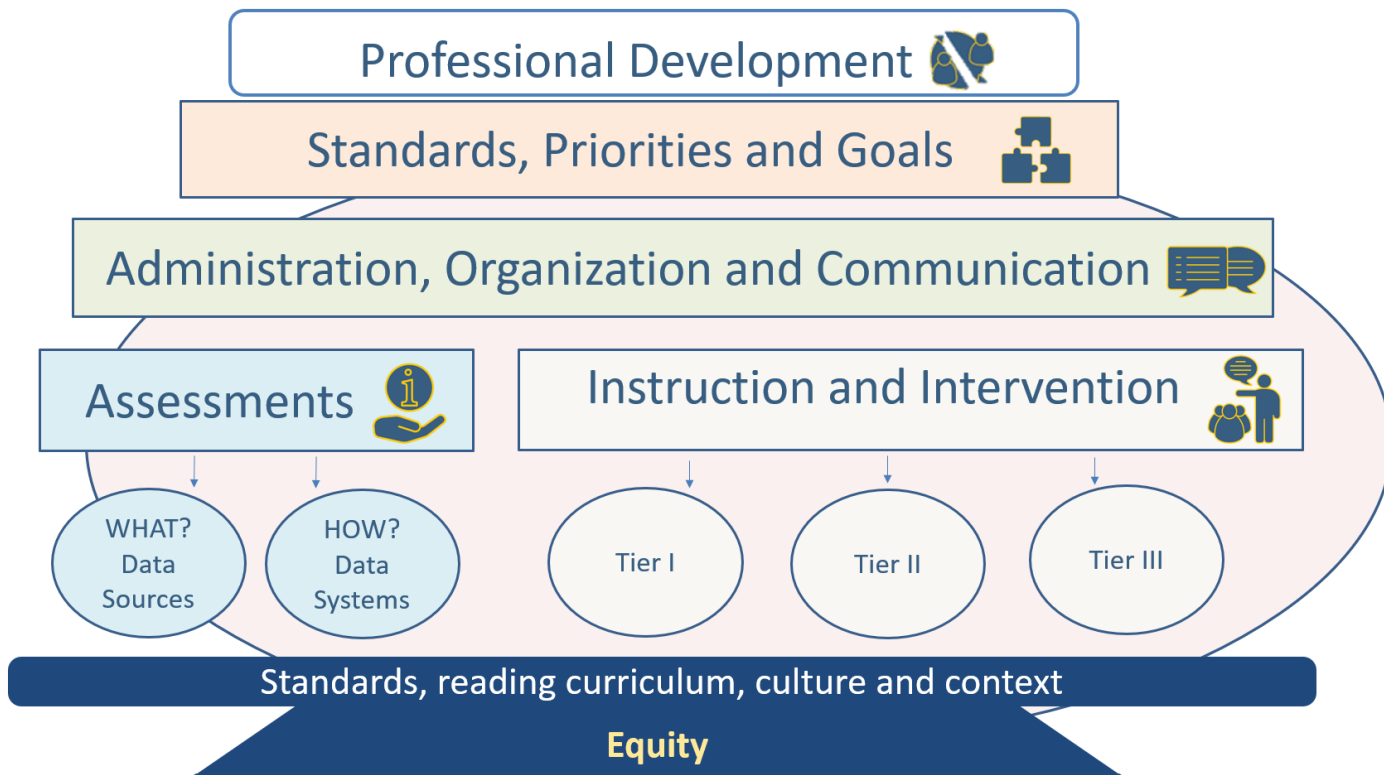 Professional Development
Standards, Priorities and Goals
Administration, Organization and Communication
Assessments
Instruction and Intervention
WHAT?
Data
Sources
HOW?
Data
Systems
Tier I
Tier II
Tier III
Standards, reading curriculum, culture and context
Equity